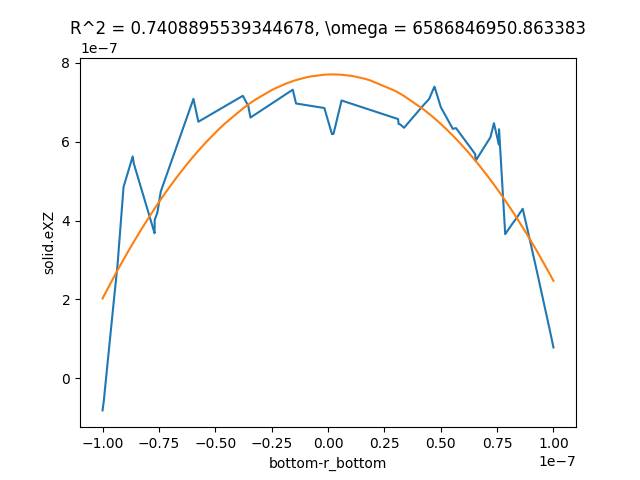 R^2 = 0.7408895539344678, \omega = 6586846950.863383
1e−7
8
6
4
2
0
solid.eXZ
−1.00
−0.75
−0.50
−0.25
0.00
0.25
0.50
0.75
1.00
bottom-r_bottom
1e−7